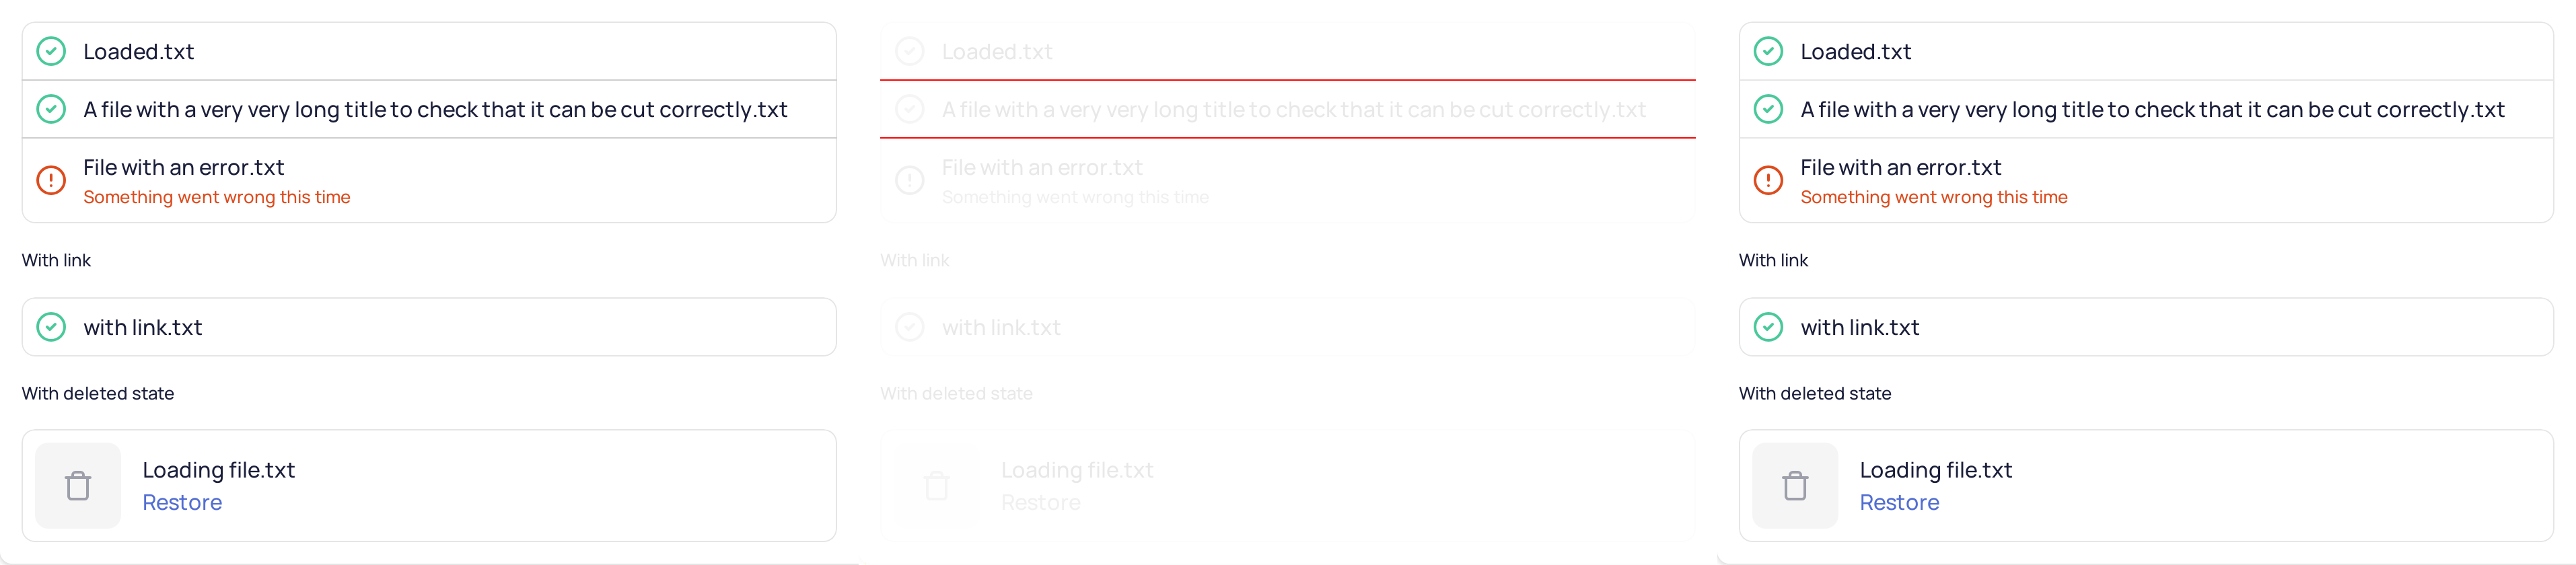 Loaded.txt
A file with a very very long title to check that it can be cut correctly.txt
File with an error.txt
Something went wrong this time
With link
with link.txt
With deleted state
Loading file.txt
Restore
Loaded.txt
A file with a very very long title to check that it can be cut correctly.txt
File with an error.txt
Something went wrong this time
With link
with link.txt
With deleted state
Loading file.txt
Restore
Loaded.txt
A file with a very very long title to check that it can be cut correctly.txt
File with an error.txt
Something went wrong this time
With link
with link.txt
With deleted state
Loading file.txt
Restore